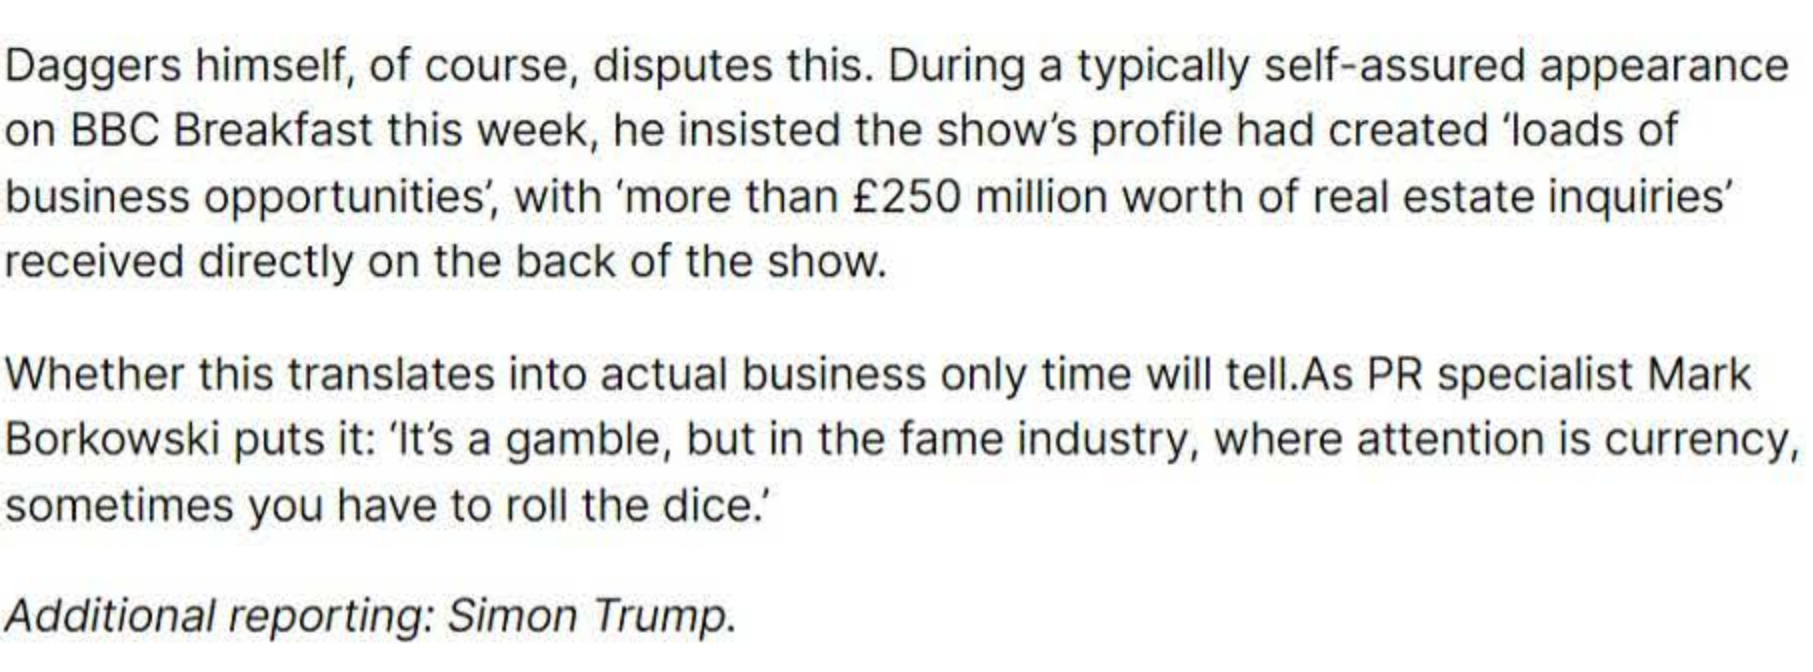 Daggers himself, of course, disputes this. During a typically self-assured appearance
on BBC Breakfast this week, he insisted the show’s profile had created ‘loads of
business opportunities’, with ‘more than £250 million worth of real estate inquiries’
received directly on the back of the show.
Whether this translates into actual business only time will tell.As PR specialist Mark
Borkowski puts it: ‘It’s a gamble, but in the fame industry, where attention is currency,
sometimes you have to roll the dice.’
Additional reporting: Simon Trump.